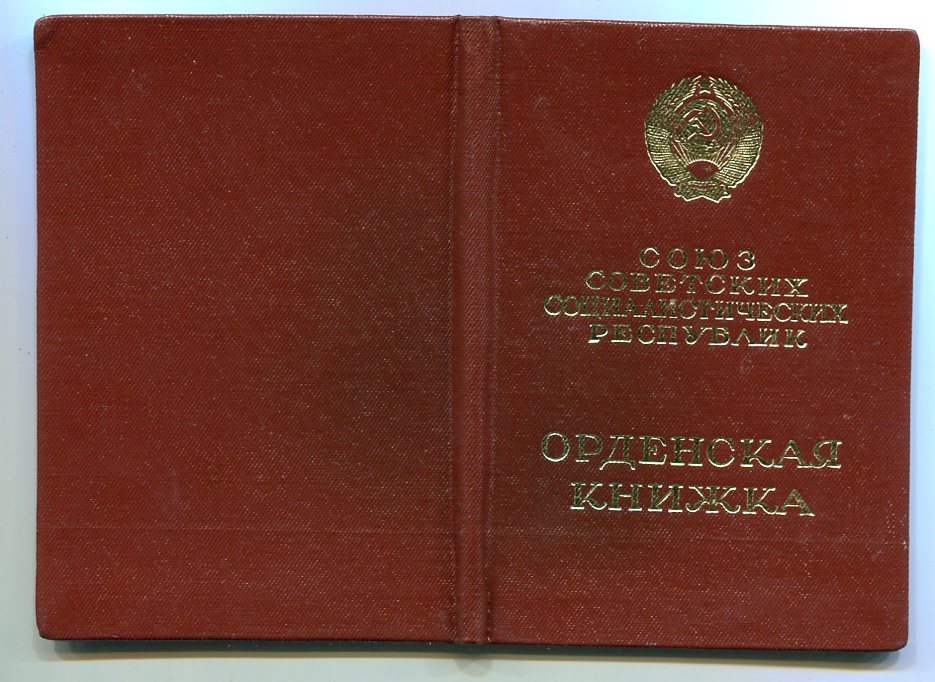 СОЮЗ
СОВЕТСКИХ
СОЦИАЛИСТИЧЕСКИХ
РЕСПУБЛИК
ОРДЕНСКАЯ
КНИЖКА